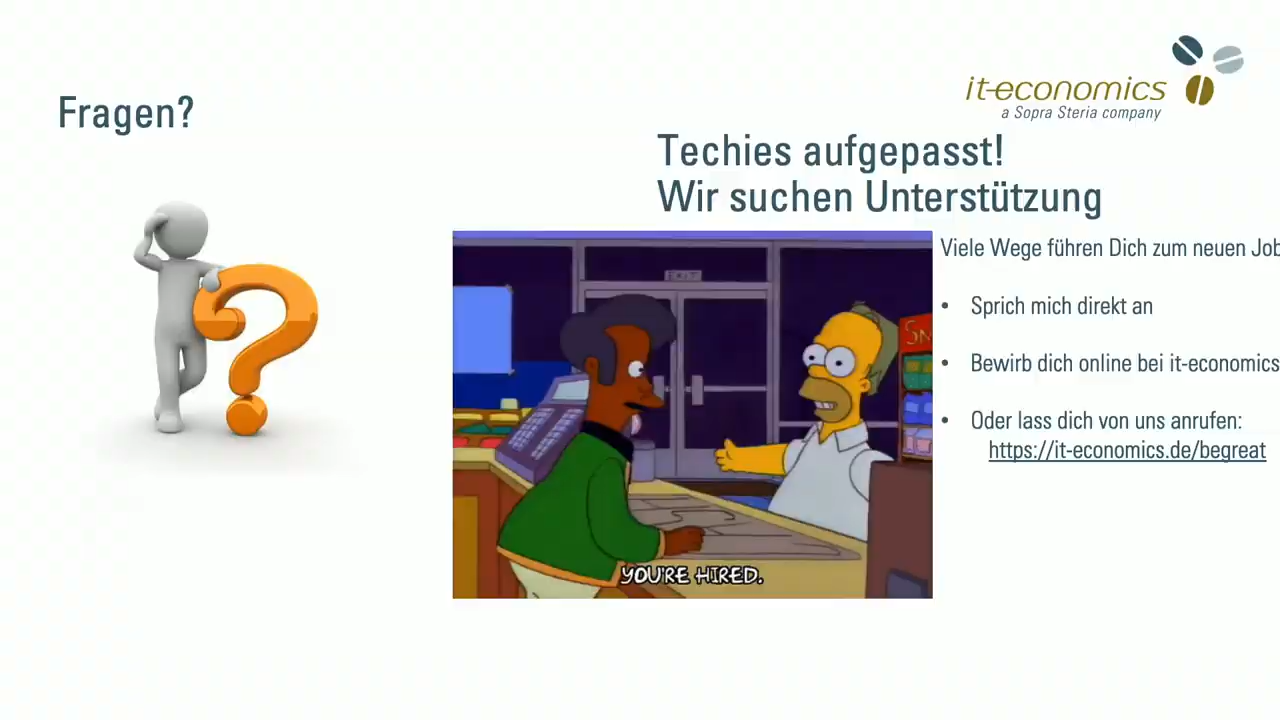 it-economics
a Sopra Steria company
Fragen?
Techies aufgepasst!
Wir suchen Unterstützung
Viele Wege führen Dich zum neuen Job
• Sprich mich direkt an
• Bewirb dich online bei it-economics
• Oder lass dich von uns anrufen:
https://it-economics.de/begreat
EXIT
YOU'RE HIRED.